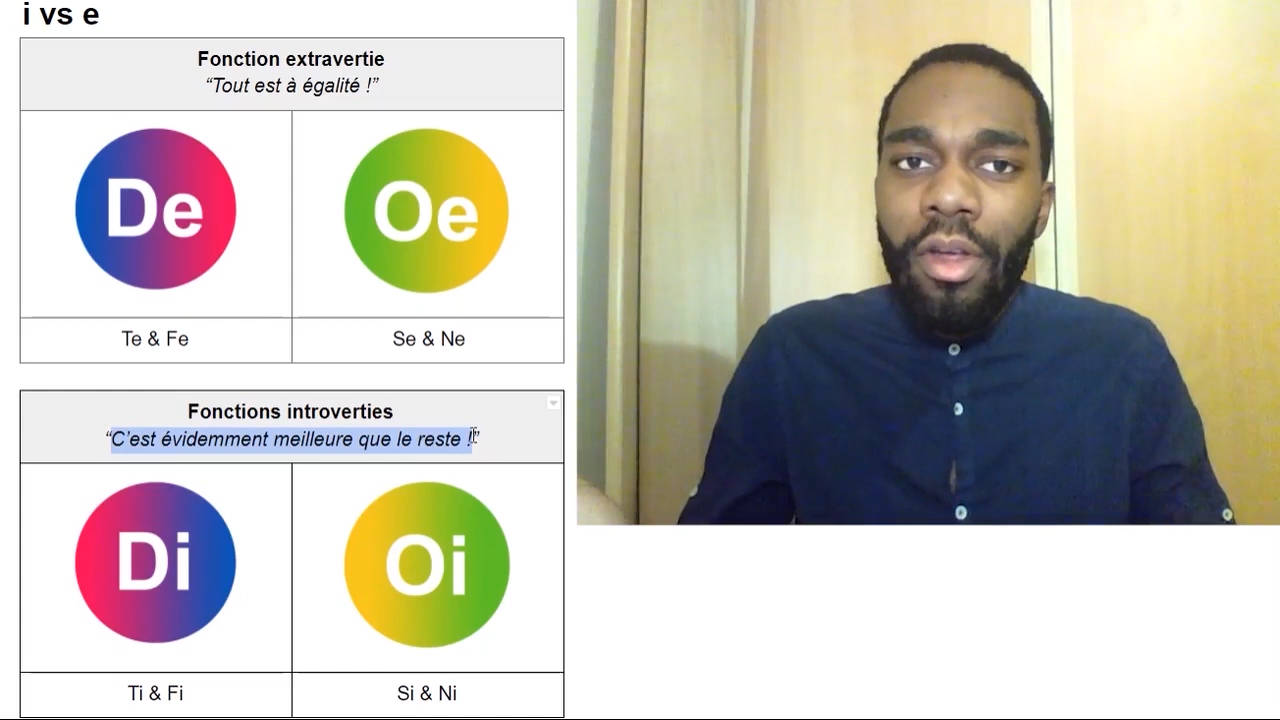 i vs e
Fonction extravertie
“Tout est à égalité !”
De
Oe
Te & Fe
Se & Ne
Fonctions introverties
“C’est évidemment meilleure que le reste !”
Di
Oi
Ti & Fi
Si & Ni